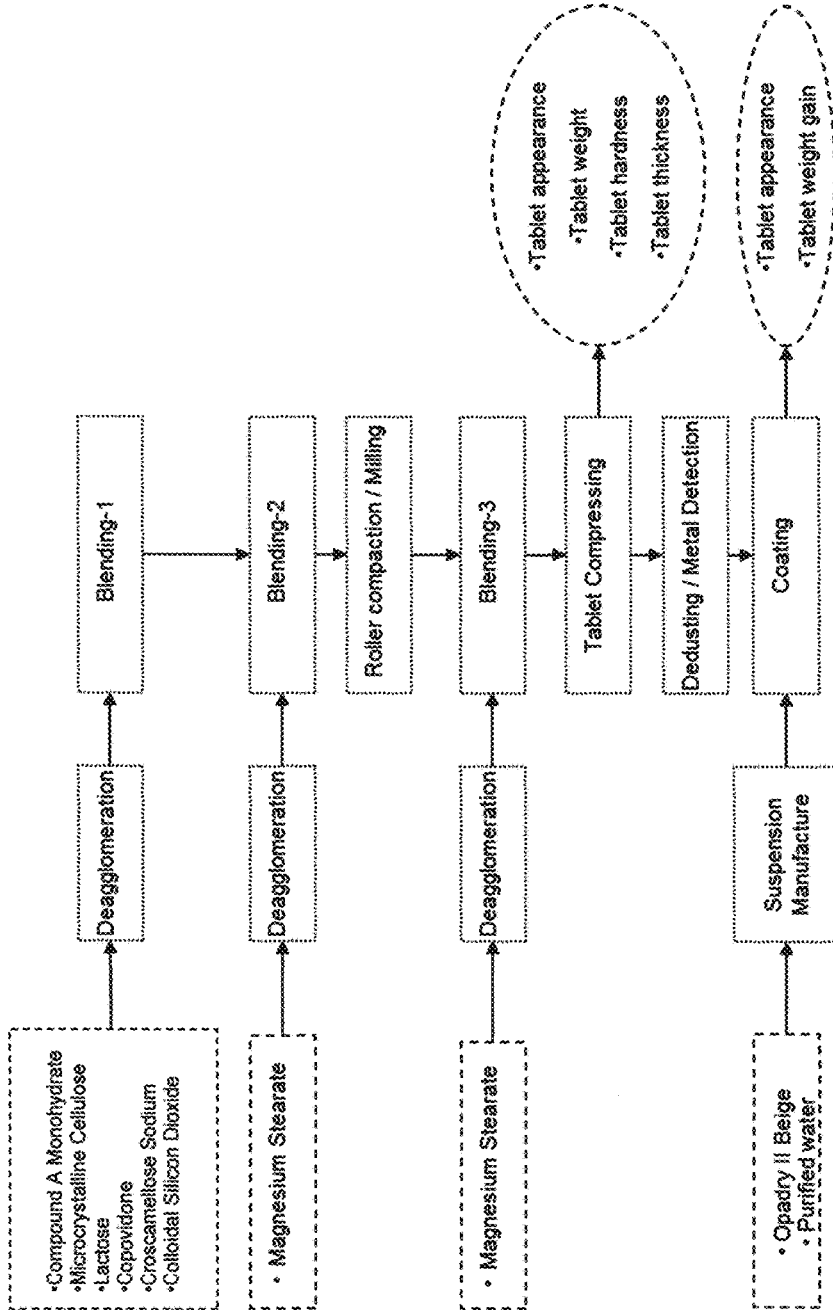 •Compound A Monohydrate
•Microcrystalline Cellulose
•Lactose
•Copovidone
•Croscamellose Sodium
•Colloidal Silicon Dioxide
Deagglomeration
Blending-1
• Magnesium Stearate
Deagglomeration
Blending-2
Roller compaction / Milling
• Magnesium Stearate
Deagglomeration
Blending-3
Tablet Compressing
•Tablet appearance
•Tablet weight
•Tablet hardness
•Tablet thickness
Dedusting / Metal Detection
• Opadry II Beige
• Purified water
Suspension
Manufacture
Coating
•Tablet appearance
•Tablet weight gain